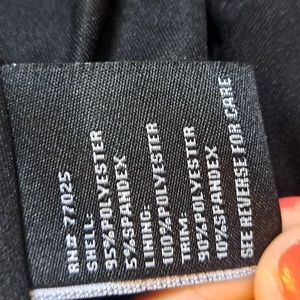 RN# 77025
SHELL:
95%POLYESTER
5%SPANDEX
LINING:
100%POLYESTER
TRIM:
90%POLYESTER
10%SPANDEX
SEE REVERSE FOR CARE